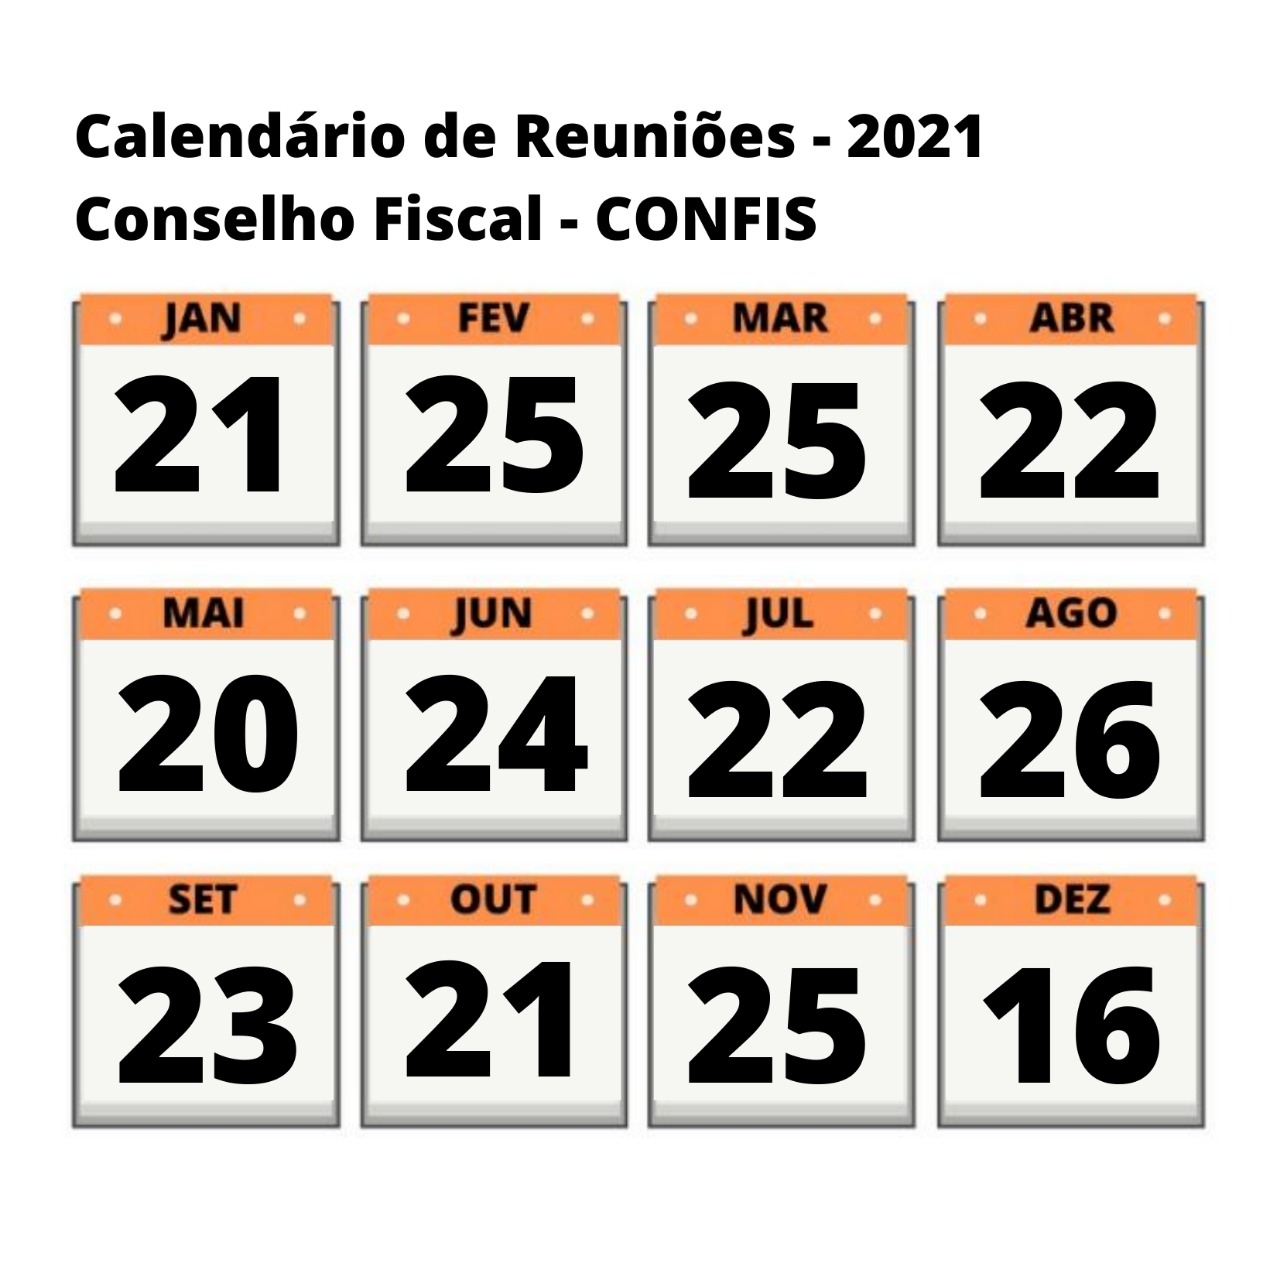 Calendário de Reuniões - 2021
Conselho Fiscal - CONFIS
JAN FEV MAR ABR
21 25 25 22
MAI JUN JUL AGO
20 24 22 26
SET OUT NOV DEZ
23 21 25 16